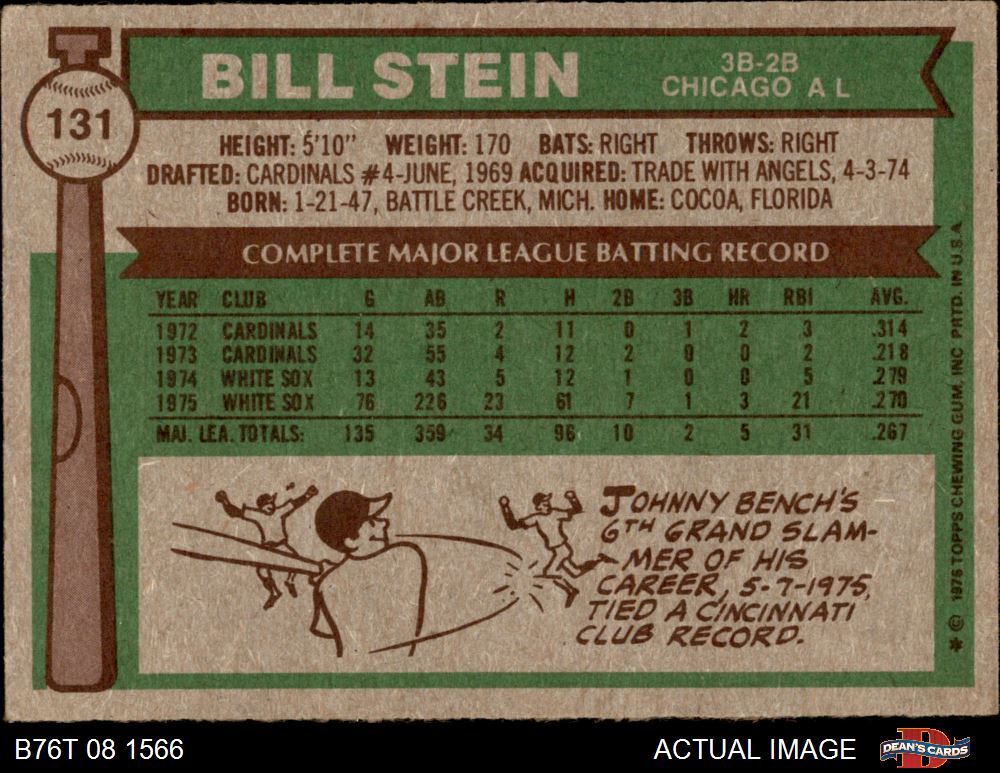 131
BILL STEIN
3B-2B
CHICAGO A L
HEIGHT: 5'10" WEIGHT: 170 BATS: RIGHT THROWS: RIGHT
DRAFTED: CARDINALS #4-JUNE, 1969 ACQUIRED: TRADE WITH ANGELS, 4-3-74
BORN: 1-21-47, BATTLE CREEK, MICH. HOME: COCOA, FLORIDA
COMPLETE MAJOR LEAGUE BATTING RECORD
YEAR CLUB G AB R H 2B 3B HR RBI AVG.
1972 CARDINALS 14 35 2 11 0 1 2 3 .314
1973 CARDINALS 32 55 4 12 2 0 0 2 .218
1974 WHITE SOX 13 43 5 12 1 0 0 5 .279
1975 WHITE SOX 76 226 23 61 7 1 3 21 .270
MAJ. LEA. TOTALS: 135 359 34 96 10 2 5 31 .267
JOHNNY BENCH'S
6TH GRAND SLAM-
MER OF HIS
CAREER, 5-7-1975,
TIED A CINCINNATI
CLUB RECORD.
* © 1976 TOPPS CHEWING GUM, INC PRTD. IN U.S.A.
B76T 08 1566
ACTUAL IMAGE
DEAN'S CARDS